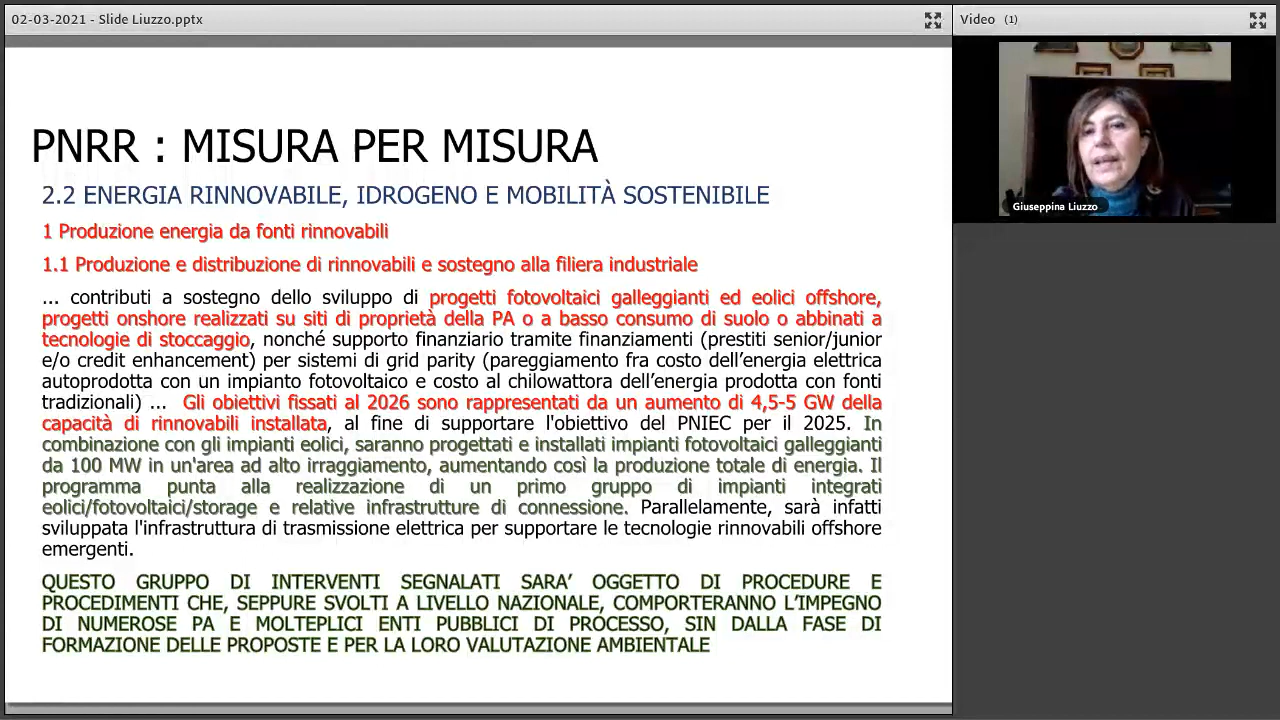 02-03-2021 - Slide Liuzzo.pptx
Video (1)
Giuseppina Liuzzo
PNRR : MISURA PER MISURA
2.2 ENERGIA RINNOVABILE, IDROGENO E MOBILITÀ SOSTENIBILE
1 Produzione energia da fonti rinnovabili
1.1 Produzione e distribuzione di rinnovabili e sostegno alla filiera industriale
... contributi a sostegno dello sviluppo di progetti fotovoltaici galleggianti ed eolici offshore,
progetti onshore realizzati su siti di proprietà della PA o a basso consumo di suolo o abbinati a
tecnologie di stoccaggio, nonché supporto finanziario tramite finanziamenti (prestiti senior/junior
e/o credit enhancement) per sistemi di grid parity (pareggiamento fra costo dell’energia elettrica
autoprodotta con un impianto fotovoltaico e costo al chilowattora dell’energia prodotta con fonti
tradizionali) ... Gli obiettivi fissati al 2026 sono rappresentati da un aumento di 4,5-5 GW della
capacità di rinnovabili installata, al fine di supportare l'obiettivo del PNIEC per il 2025. In
combinazione con gli impianti eolici, saranno progettati e installati impianti fotovoltaici galleggianti
da 100 MW in un'area ad alto irraggiamento, aumentando così la produzione totale di energia. Il
programma punta alla realizzazione di un primo gruppo di impianti integrati
eolici/fotovoltaici/storage e relative infrastrutture di connessione. Parallelamente, sarà infatti
sviluppata l'infrastruttura di trasmissione elettrica per supportare le tecnologie rinnovabili offshore
emergenti.
QUESTO GRUPPO DI INTERVENTI SEGNALATI SARA’ OGGETTO DI PROCEDURE E
PROCEDIMENTI CHE, SEPPURE SVOLTI A LIVELLO NAZIONALE, COMPORTERANNO L’IMPEGNO
DI NUMEROSE PA E MOLTEPLICI ENTI PUBBLICI DI PROCESSO, SIN DALLA FASE DI
FORMAZIONE DELLE PROPOSTE E PER LA LORO VALUTAZIONE AMBIENTALE